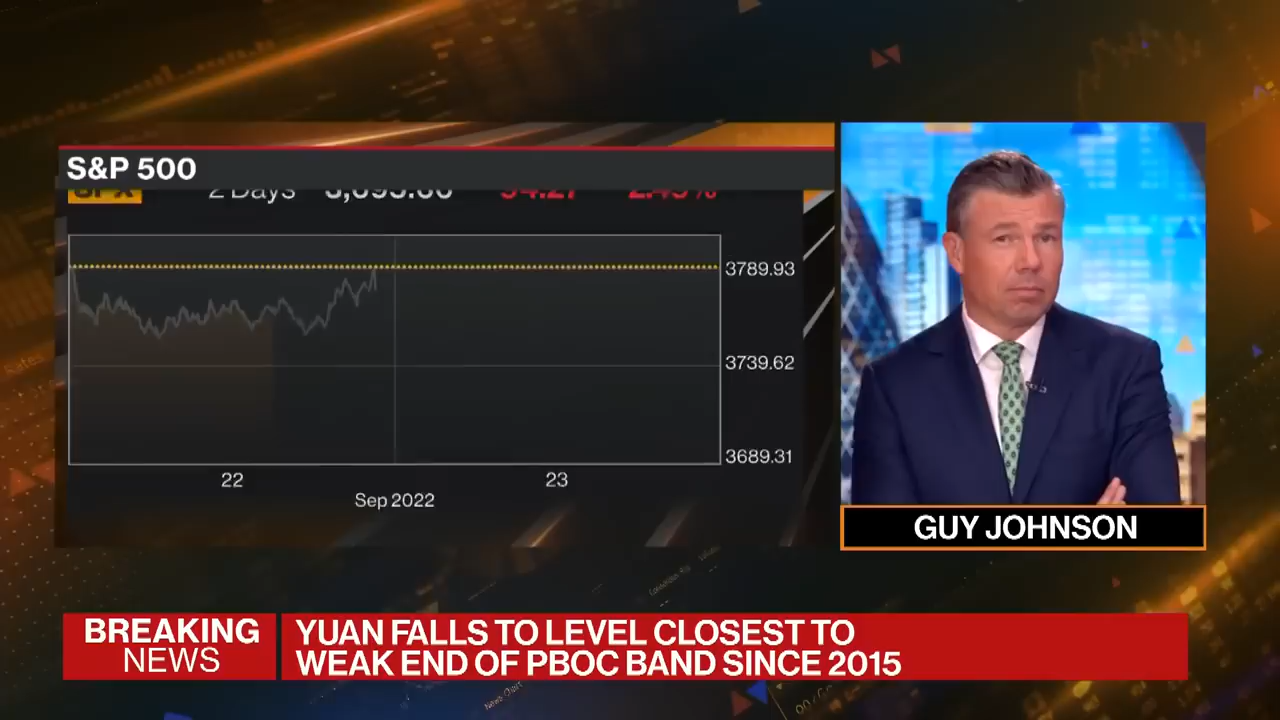 S&P 500
2 Days
3789.93
3739.62
3689.31
22
23
Sep 2022
GUY JOHNSON
BREAKING
NEWS
YUAN FALLS TO LEVEL CLOSEST TO
WEAK END OF PBOC BAND SINCE 2015